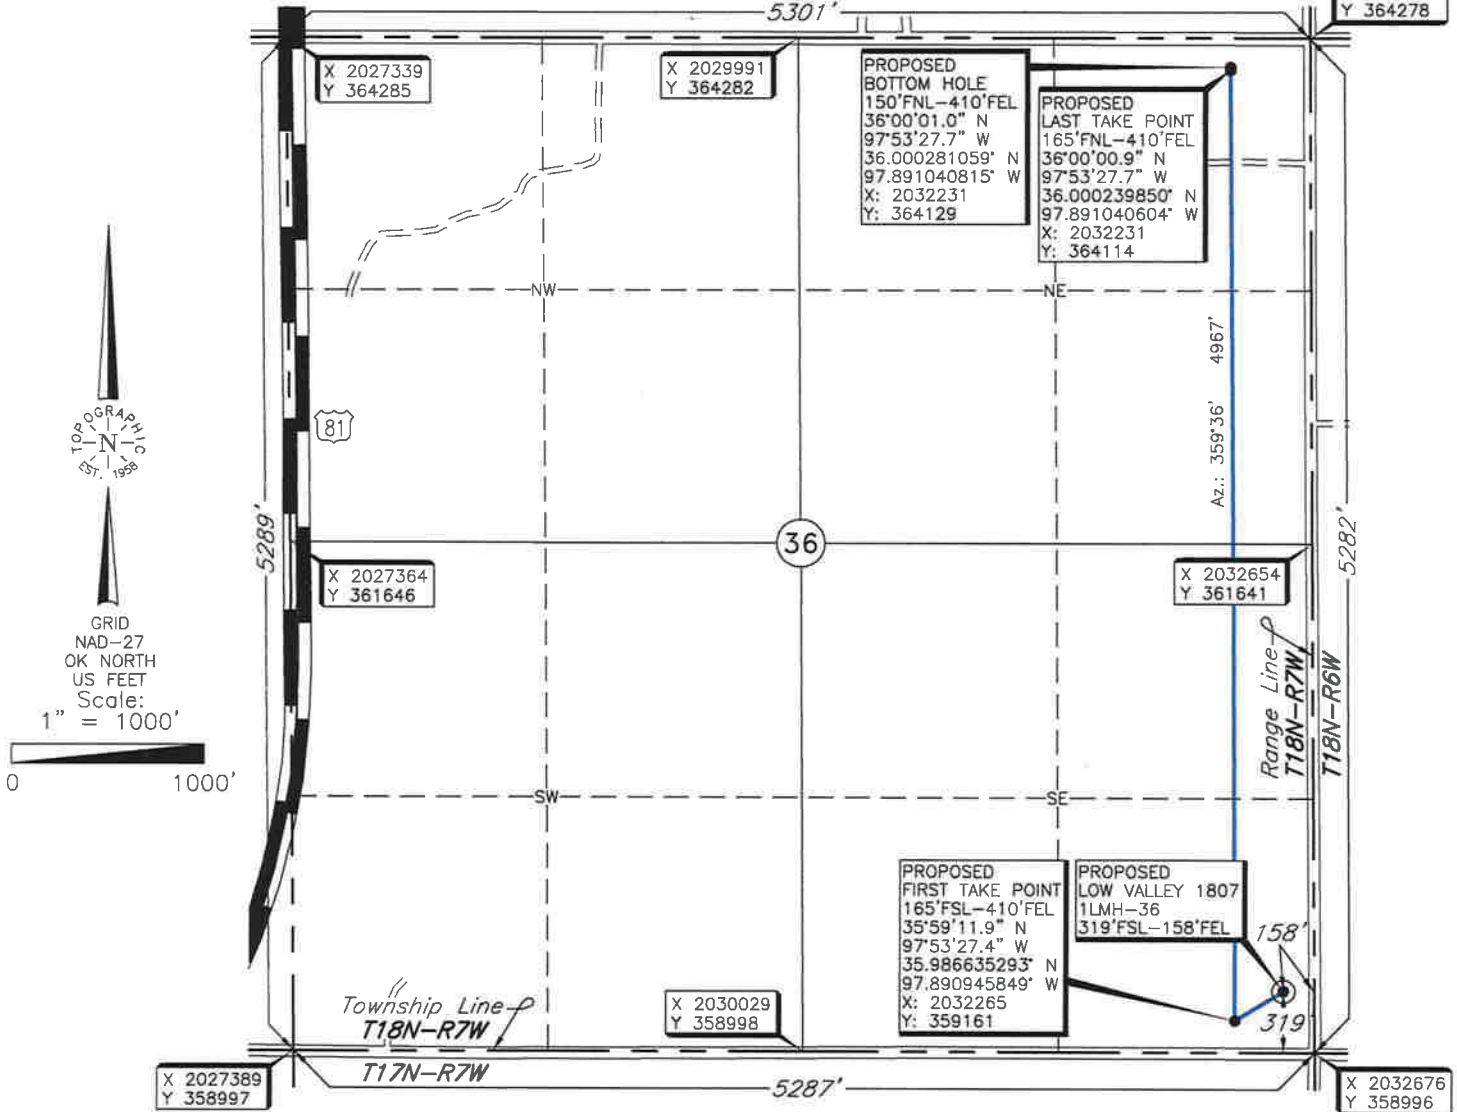 5301'
Y 364278
X 2027339
Y 364285
X 2029991
Y 364282
PROPOSED
BOTTOM HOLE
150'FNL-410'FEL
36°00'01.0" N
97°53'27.7" W
36.000281059° N
97.891040815° W
X: 2032231
Y: 364129
PROPOSED
LAST TAKE POINT
165'FNL-410'FEL
36°00'00.9" N
97°53'27.7" W
36.000239850° N
97.891040604° W
X: 2032231
Y: 364114
NW
NE
Az.: 359°36' 4967'
81
TOPOGRAPHIC
N
EST. 1958
GRID
NAD-27
OK NORTH
US FEET
Scale:
1" = 1000'
0 1000'
5289'
36
5282'
X 2027364
Y 361646
X 2032654
Y 361641
Range Line
T18N-R7W
T18N-R6W
SW
SE
PROPOSED
FIRST TAKE POINT
165'FSL-410'FEL
35°59'11.9" N
97°53'27.4" W
35.986635293° N
97.890945849° W
X: 2032265
Y: 359161
PROPOSED
LOW VALLEY 1807
1LMH-36
319'FSL-158'FEL
158'
319
Township Line
T18N-R7W
T17N-R7W
X 2030029
Y 358998
X 2027389
Y 358997
5287'
X 2032676
Y 358996